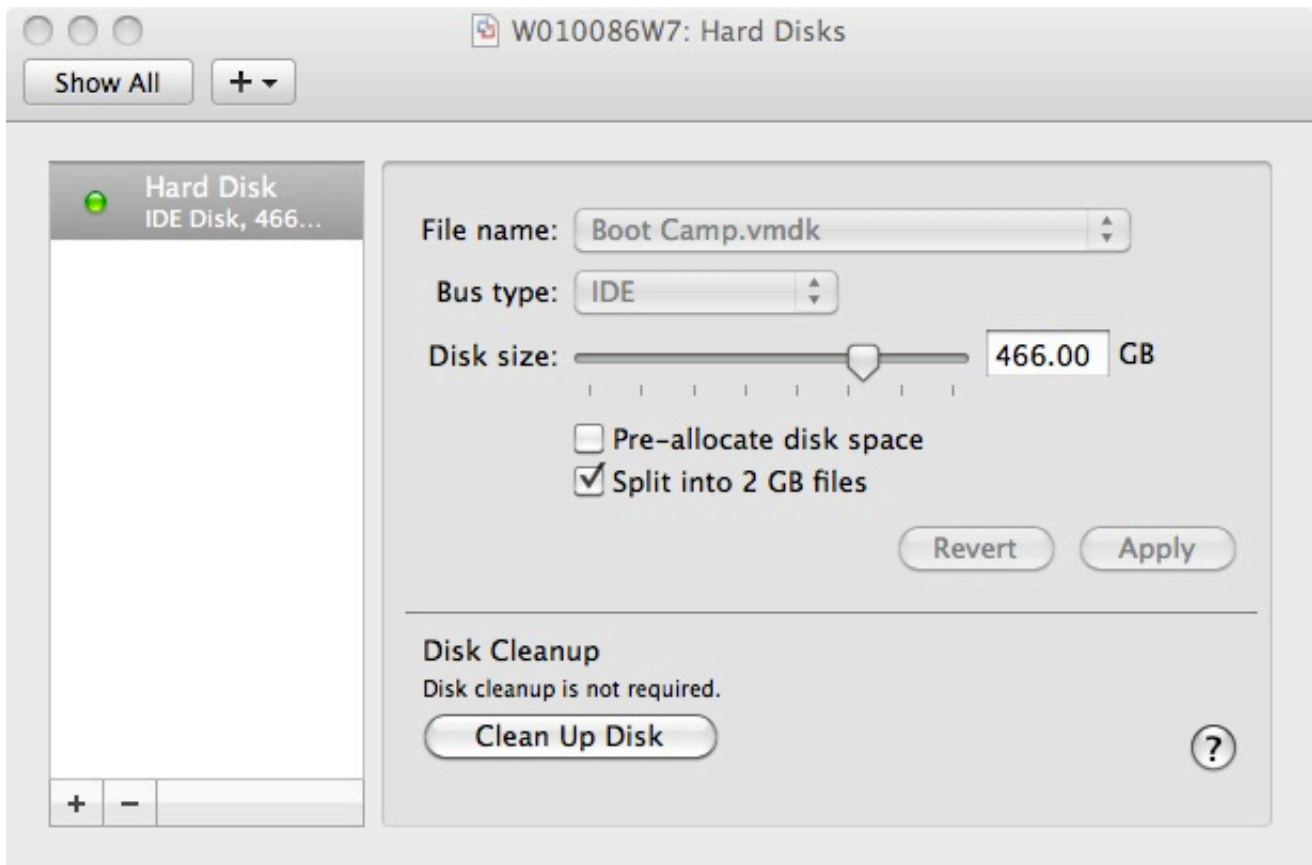 W010086W7: Hard Disks
Show All
+
Hard Disk
IDE Disk, 466...
File name: Boot Camp.vmdk
Bus type: IDE
Disk size: 466.00 GB
Pre-allocate disk space
Split into 2 GB files
Revert Apply
Disk Cleanup
Disk cleanup is not required.
Clean Up Disk
?
+ −